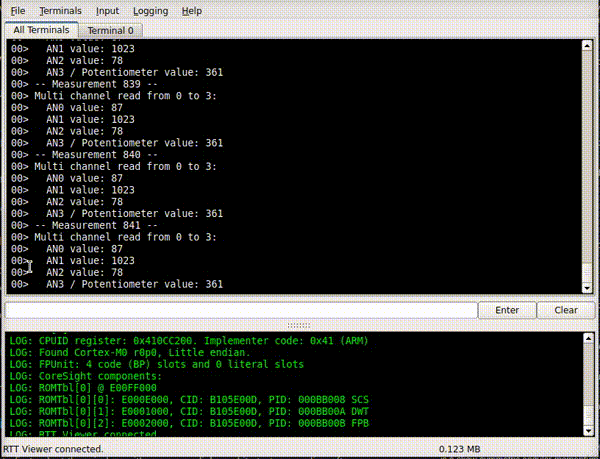 File Terminals Input Logging Help
All Terminals Terminal 0
00> AN1 value: 1023
00> AN2 value: 78
00> AN3 / Potentiometer value: 361
00> -- Measurement 839 --
00> Multi channel read from 0 to 3:
00> AN0 value: 87
00> AN1 value: 1023
00> AN2 value: 78
00> AN3 / Potentiometer value: 361
00> -- Measurement 840 --
00> Multi channel read from 0 to 3:
00> AN0 value: 87
00> AN1 value: 1023
00> AN2 value: 78
00> AN3 / Potentiometer value: 361
00> -- Measurement 841 --
00> Multi channel read from 0 to 3:
00> AN0 value: 87
00> AN1 value: 1023
00> AN2 value: 78
00> AN3 / Potentiometer value: 361
Enter Clear
LOG: CPUID register: 0x410CC200. Implementer code: 0x41 (ARM)
LOG: Found Cortex-M0 r0p0, Little endian.
LOG: FPUnit: 4 code (BP) slots and 0 literal slots
LOG: CoreSight components:
LOG: ROMTbl[0] @ E00FF000
LOG: ROMTbl[0][0]: E000E000, CID: B105E00D, PID: 000BB008 SCS
LOG: ROMTbl[0][1]: E0001000, CID: B105E00D, PID: 000BB00A DWT
LOG: ROMTbl[0][2]: E0002000, CID: B105E00D, PID: 000BB00B FPB
LOG: RTT Viewer connected.
RTT Viewer connected. 0.123 MB